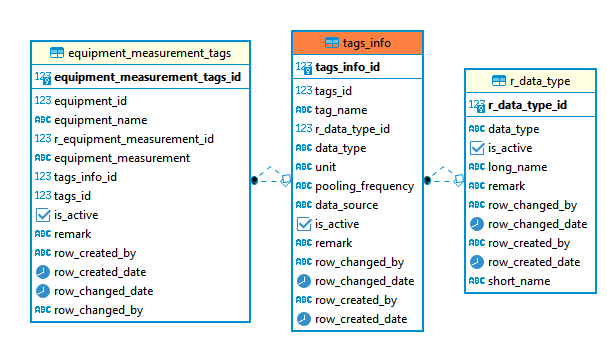 equipment_measurement_tags
123 equipment_measurement_tags_id
123 equipment_id
ABC equipment_name
123 r_equipment_measurement_id
ABC equipment_measurement
123 tags_info_id
123 tags_id
is_active
ABC remark
ABC row_created_by
row_created_date
row_changed_date
ABC row_changed_by
tags_info
123 tags_info_id
123 tags_id
ABC tag_name
123 r_data_type_id
ABC data_type
ABC unit
ABC pooling_frequency
ABC data_source
is_active
ABC remark
ABC row_changed_by
row_changed_date
ABC row_created_by
row_created_date
r_data_type
123 r_data_type_id
ABC data_type
is_active
ABC long_name
ABC remark
ABC row_changed_by
row_changed_date
ABC row_created_by
row_created_date
ABC short_name